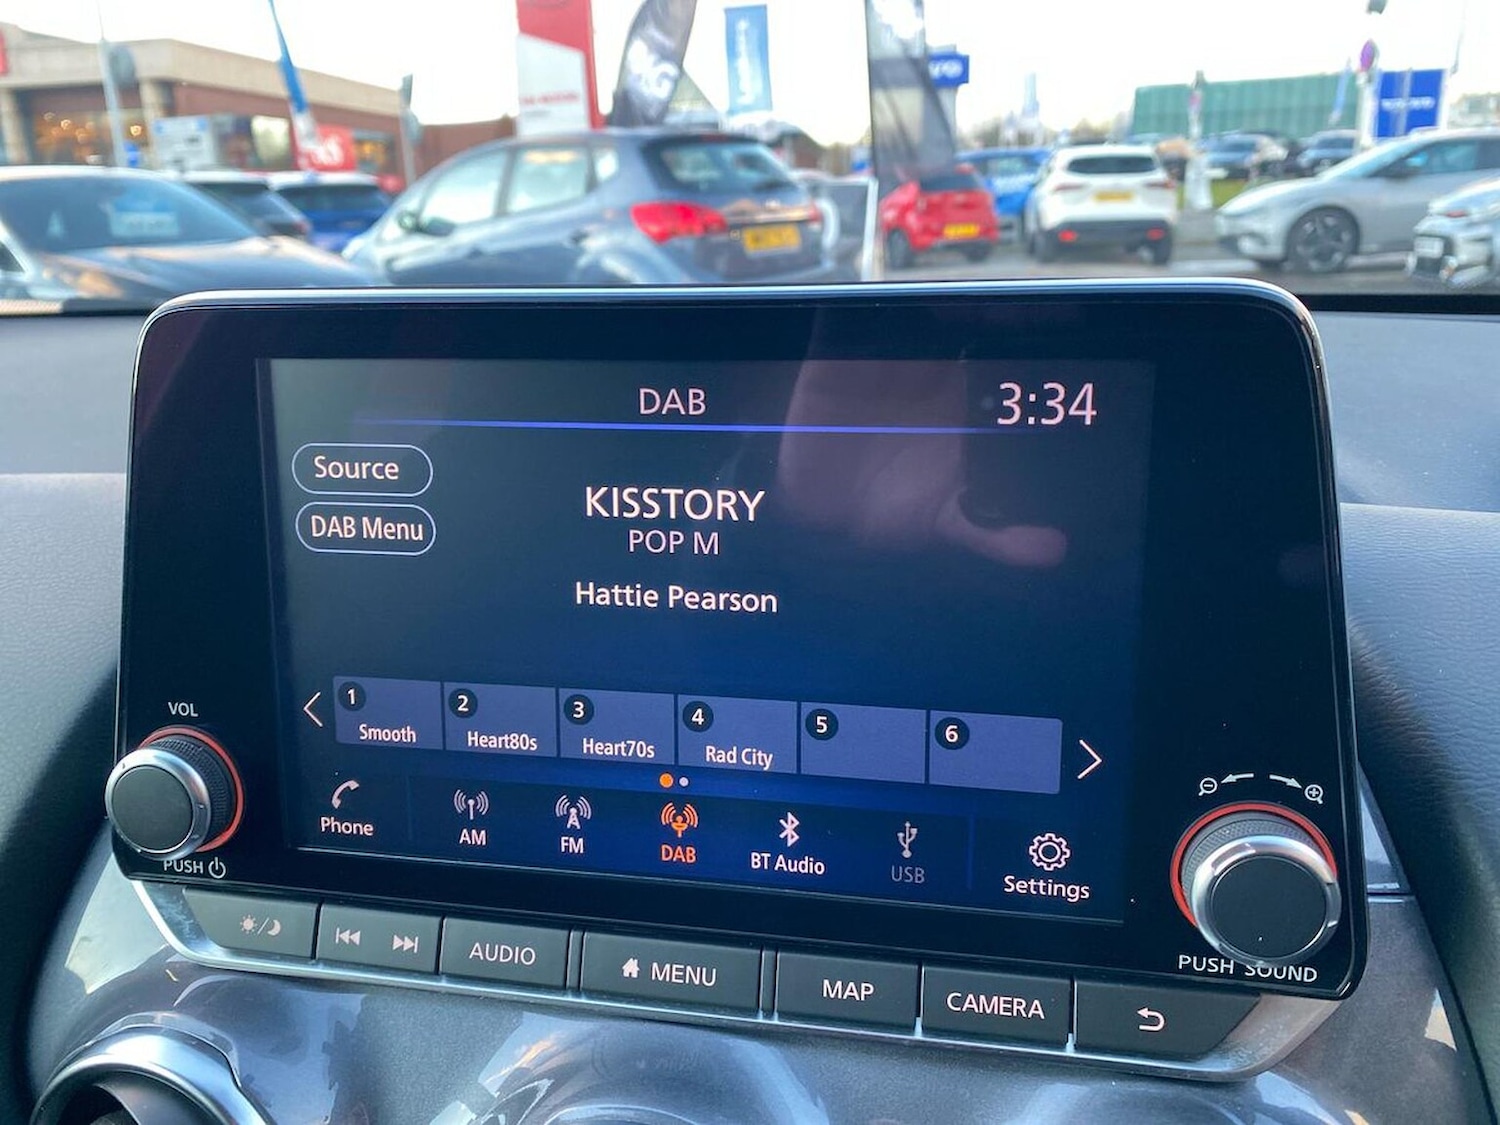 DAB
3:34
Source
DAB Menu
KISSTORY
POP M
Hattie Pearson
1
Smooth
2
Heart80s
3
Heart70s
4
Rad City
5
6
Phone
AM
FM
DAB
BT Audio
USB
Settings
VOL
PUSH
PUSH SOUND
AUDIO
MENU
MAP
CAMERA